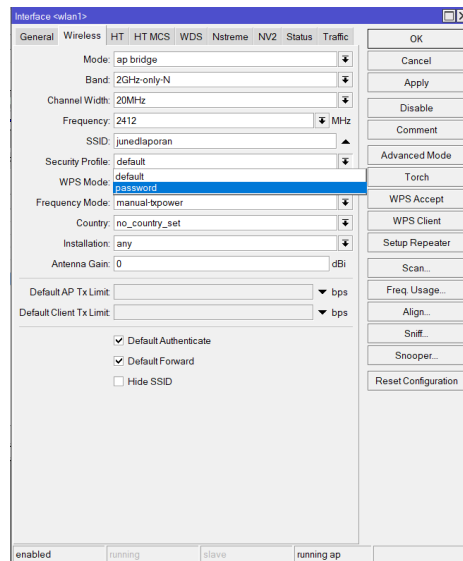 Interface <wlan1>
General Wireless HT HT MCS WDS Nstreme NV2 Status Traffic
Mode: ap bridge
Band: 2GHz-only-N
Channel Width: 20MHz
Frequency: 2412 MHz
SSID: junedlaporan
Security Profile: default
default
WPS Mode: password
Frequency Mode: manual-txpower
Country: no_country_set
Installation: any
Antenna Gain: 0 dBi
Default AP Tx Limit: bps
Default Client Tx Limit: bps
Default Authenticate
Default Forward
Hide SSID
OK
Cancel
Apply
Disable
Comment
Advanced Mode
Torch
WPS Accept
WPS Client
Setup Repeater
Scan...
Freq. Usage...
Align...
Sniff...
Snooper...
Reset Configuration
enabled running slave running ap